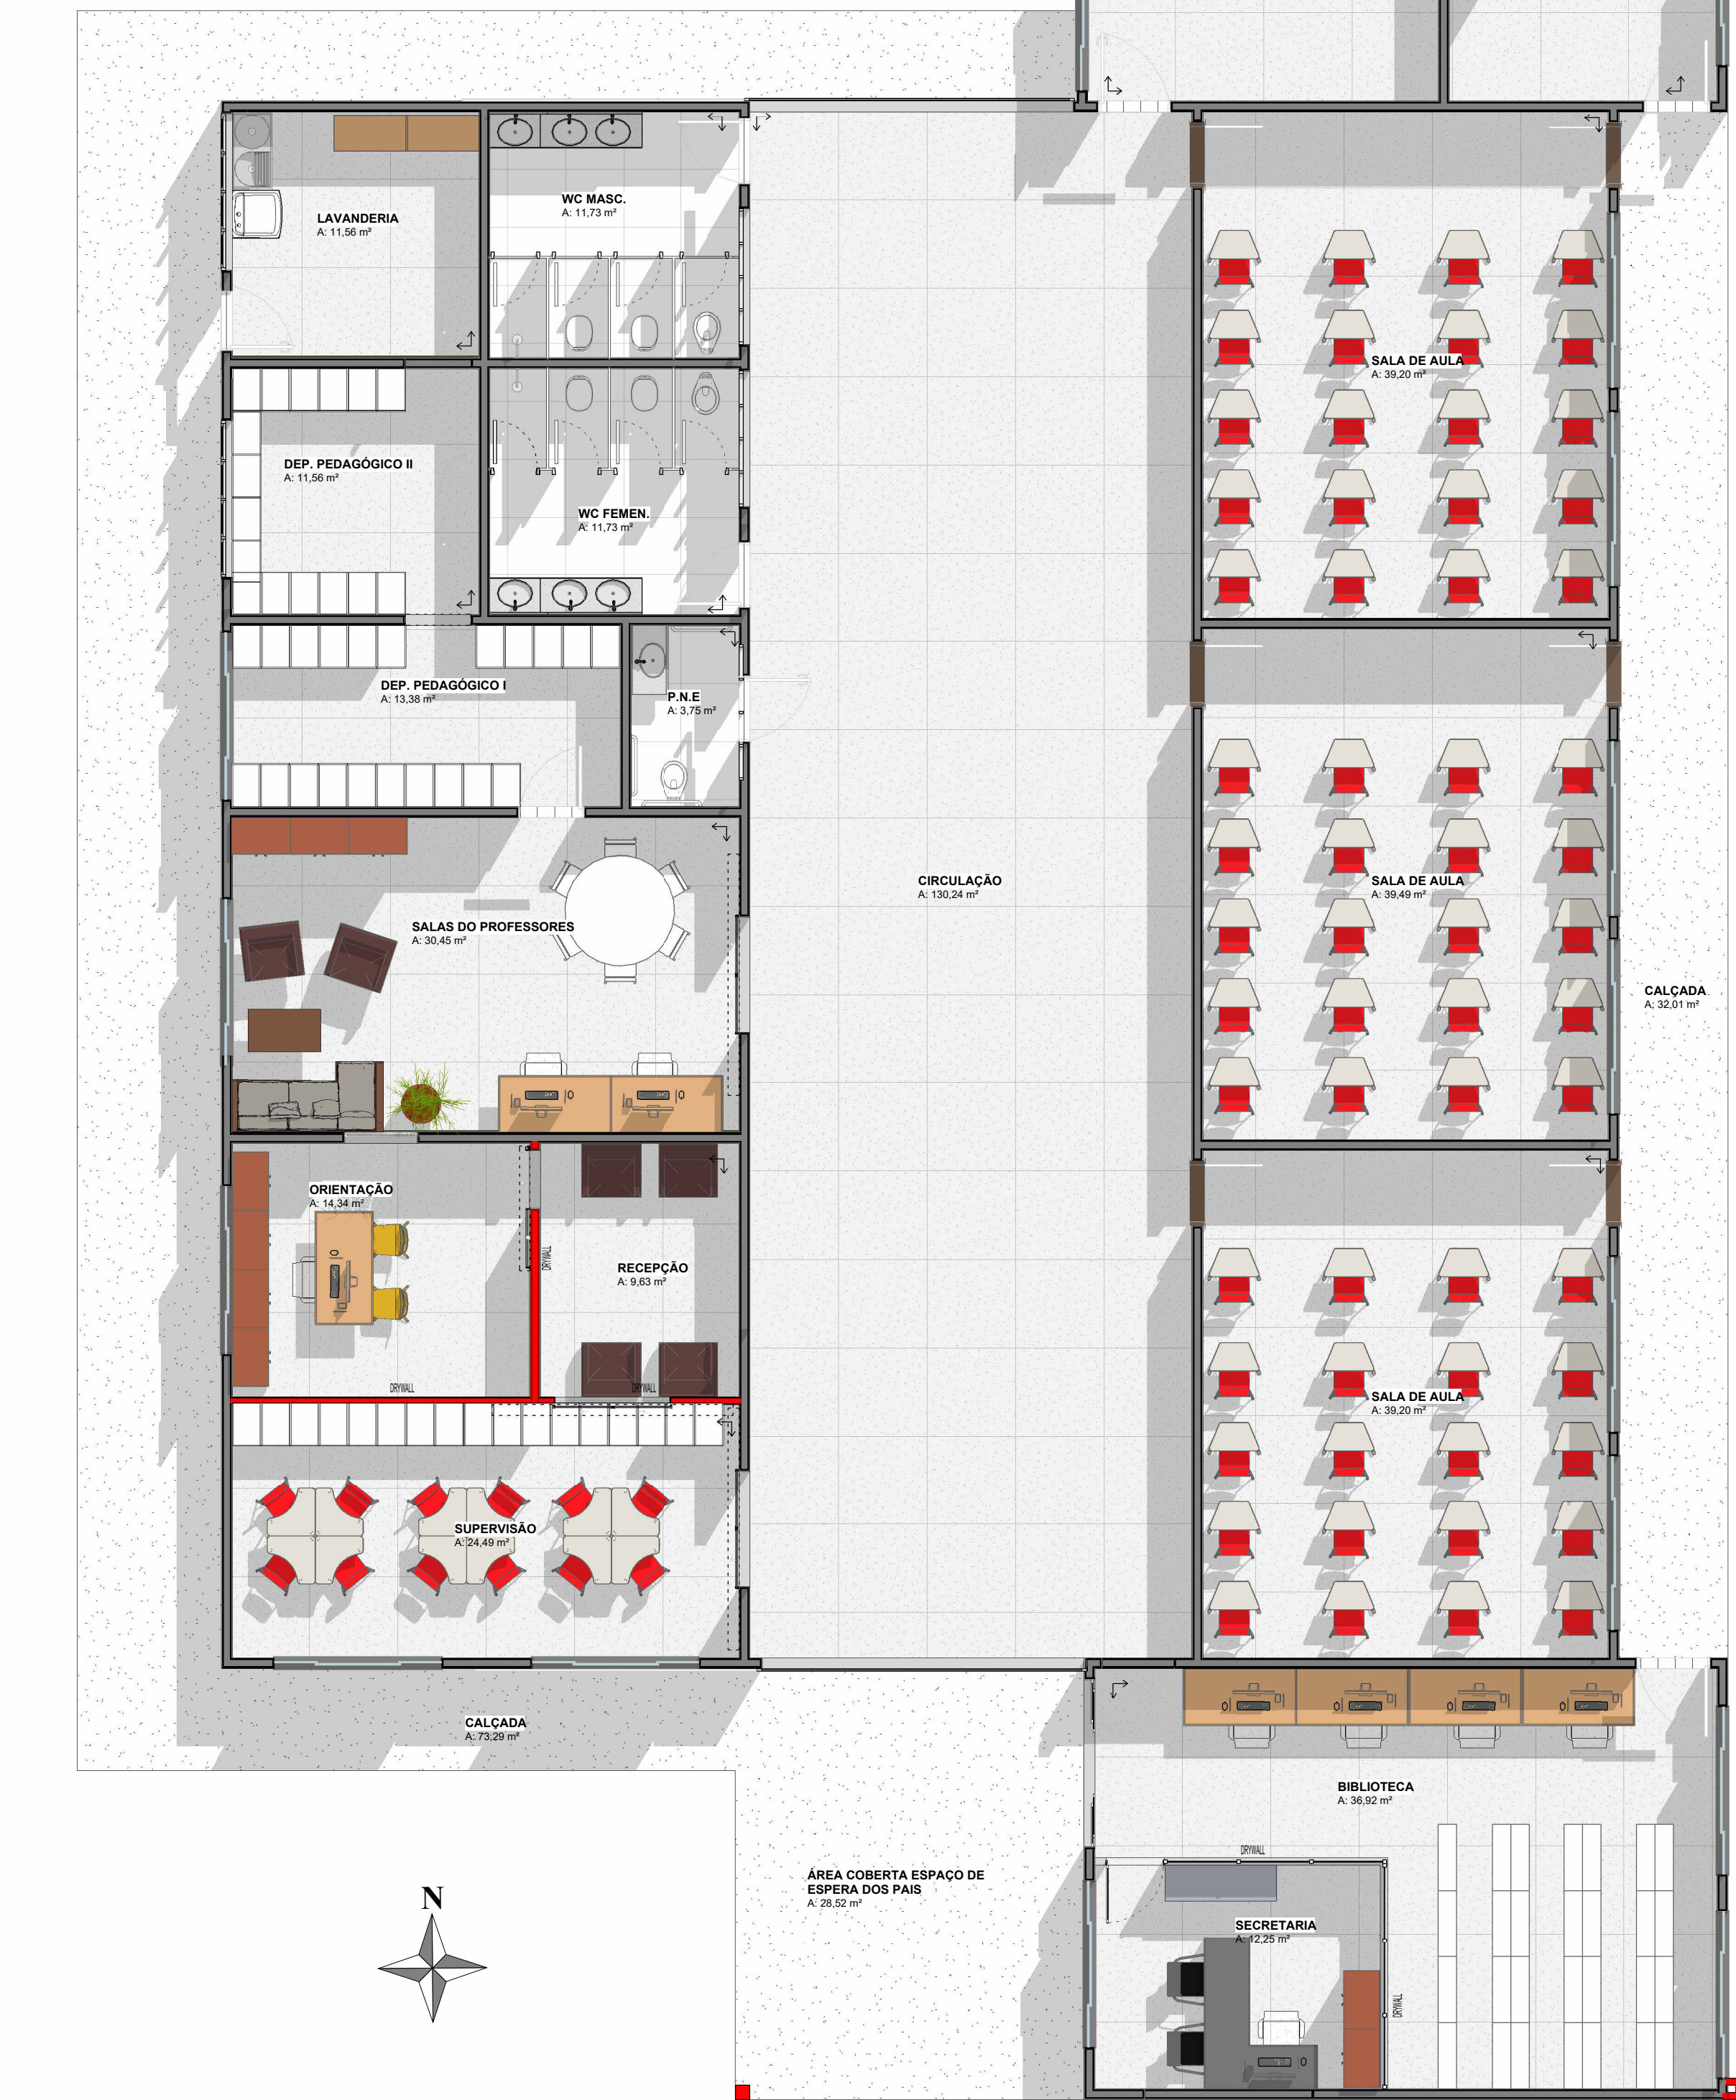 WC MASC.
A: 11,73 m²
LAVANDERIA
A: 11,56 m²
SALA DE AULA
A: 39,20 m²
DEP. PEDAGÓGICO II
A: 11,56 m²
WC FEMEN.
A: 11,73 m²
DEP. PEDAGÓGICO I
A: 13,38 m²
P.N.E
A: 3,75 m²
CIRCULAÇÃO
A: 130,24 m²
SALA DE AULA
A: 39,49 m²
SALAS DO PROFESSORES
A: 30,45 m²
CALÇADA
A: 32,01 m²
ORIENTAÇÃO
A: 14,34 m²
DRYWALL
RECEPÇÃO
A: 9,63 m²
DRYWALL
DRYWALL
SALA DE AULA
A: 39,20 m²
SUPERVISÃO
A: 24,49 m²
CALÇADA
A: 73,29 m²
BIBLIOTECA
A: 36,92 m²
DRYWALL
ÁREA COBERTA ESPAÇO DE
ESPERA DOS PAIS
A: 28,52 m²
N
SECRETARIA
A: 12,25 m²
DRYWALL